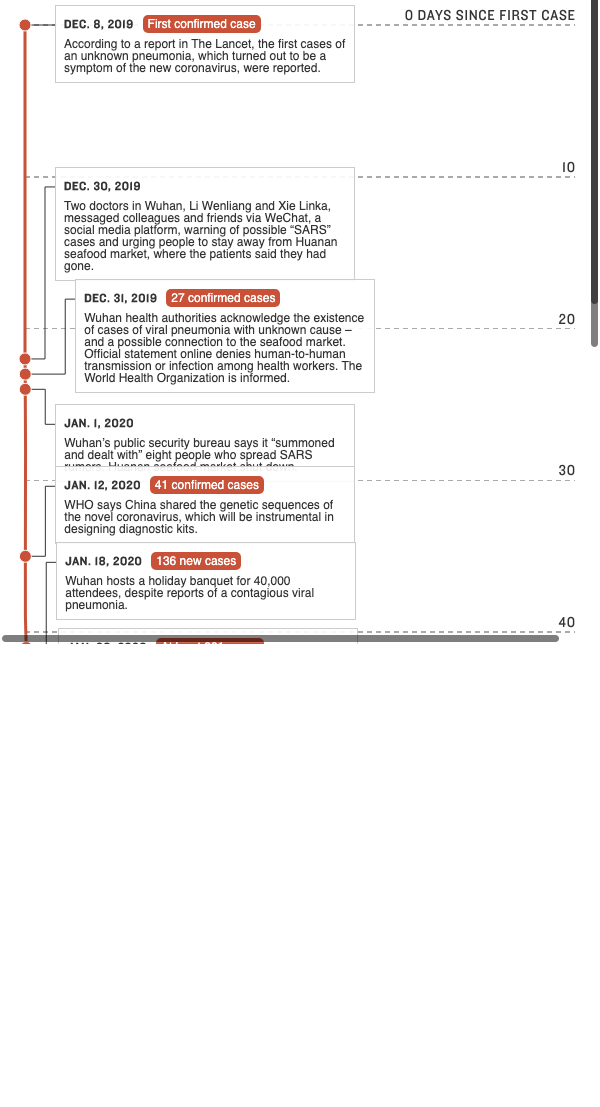 0 DAYS SINCE FIRST CASE
DEC. 8, 2019 First confirmed case
According to a report in The Lancet, the first cases of
an unknown pneumonia, which turned out to be a
symptom of the new coronavirus, were reported.
10
DEC. 30, 2019
Two doctors in Wuhan, Li Wenliang and Xie Linka,
messaged colleagues and friends via WeChat, a
social media platform, warning of possible “SARS”
cases and urging people to stay away from Huanan
seafood market, where the patients said they had
gone.
DEC. 31, 2019 27 confirmed cases
Wuhan health authorities acknowledge the existence
of cases of viral pneumonia with unknown cause –
and a possible connection to the seafood market.
Official statement online denies human-to-human
transmission or infection among health workers. The
World Health Organization is informed.
20
JAN. 1, 2020
Wuhan’s public security bureau says it “summoned
and dealt with” eight people who spread SARS
rumors. Huanan seafood market shut down.
30
JAN. 12, 2020 41 confirmed cases
WHO says China shared the genetic sequences of
the novel coronavirus, which will be instrumental in
designing diagnostic kits.
JAN. 18, 2020 136 new cases
Wuhan hosts a holiday banquet for 40,000
attendees, despite reports of a contagious viral
pneumonia.
40